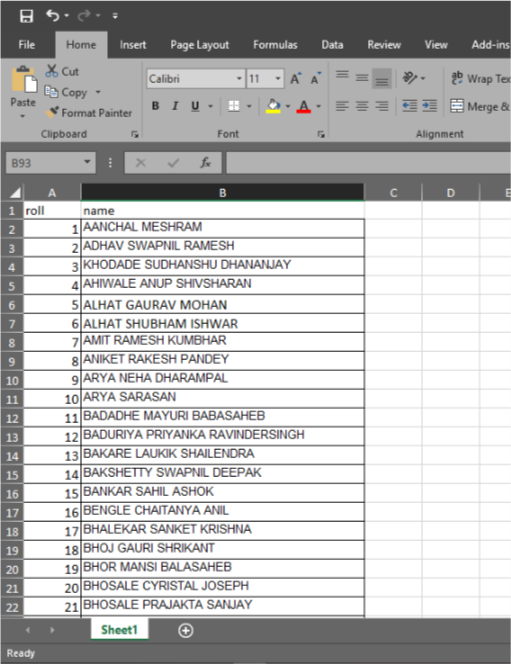 File Home Insert Page Layout Formulas Data Review View Add-ins
Cut
Copy
Paste
Format Painter
Calibri 11 A A
B I U A
ab Wrap Tex
Merge &
Clipboard Font Alignment
B93 fx
A B C D E
1 roll name
2 1 AANCHAL MESHRAM
3 2 ADHAV SWAPNIL RAMESH
4 3 KHODADE SUDHANSHU DHANANJAY
5 4 AHIWALE ANUP SHIVSHARAN
6 5 ALHAT GAURAV MOHAN
7 6 ALHAT SHUBHAM ISHWAR
8 7 AMIT RAMESH KUMBHAR
9 8 ANIKET RAKESH PANDEY
10 9 ARYA NEHA DHARAMPAL
11 10 ARYA SARASAN
12 11 BADADHE MAYURI BABASAHEB
13 12 BADURIYA PRIYANKA RAVINDERSINGH
14 13 BAKARE LAUKIK SHAILENDRA
15 14 BAKSHETTY SWAPNIL DEEPAK
16 15 BANKAR SAHIL ASHOK
17 16 BENGLE CHAITANYA ANIL
18 17 BHALEKAR SANKET KRISHNA
19 18 BHOJ GAURI SHRIKANT
20 19 BHOR MANSI BALASAHEB
21 20 BHOSALE CYRISTAL JOSEPH
22 21 BHOSALE PRAJAKTA SANJAY
Sheet1
Ready